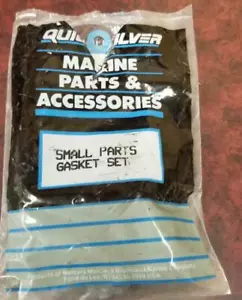 QUICKSILVER
MARINE
PARTS &
ACCESSORIES
SMALL PARTS
GASKET SET